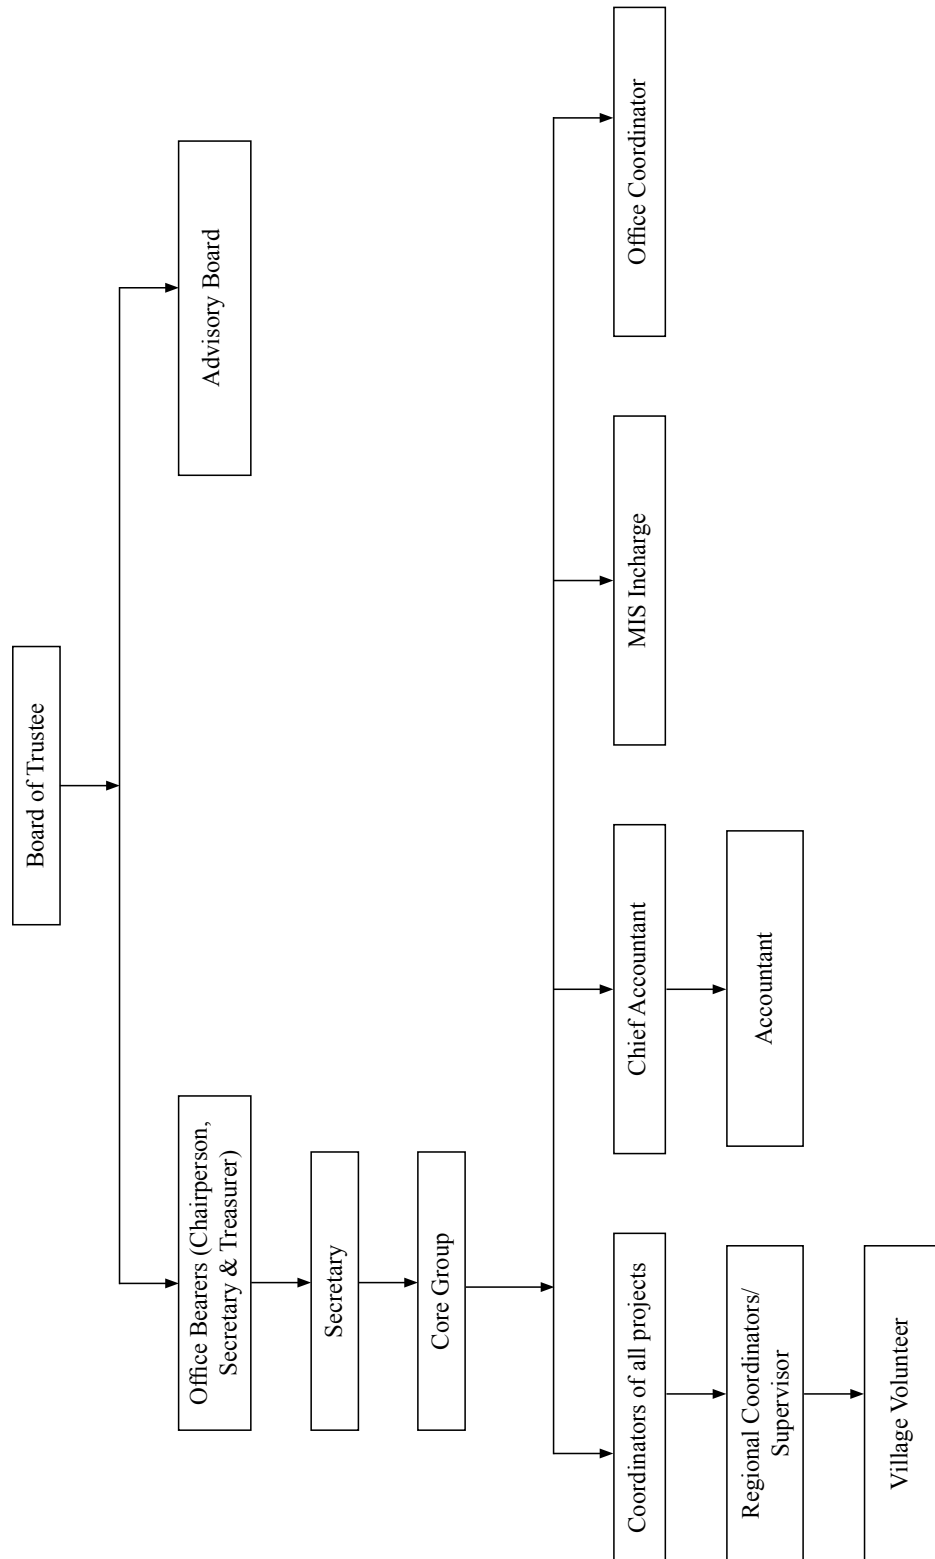 Board of Trustee
Office Bearers (Chairperson,
Secretary & Treasurer)
Advisory Board
Secretary
Core Group
Coordinators of all projects
Chief Accountant
MIS Incharge
Office Coordinator
Regional Coordinators/
Supervisor
Accountant
Village Volunteer